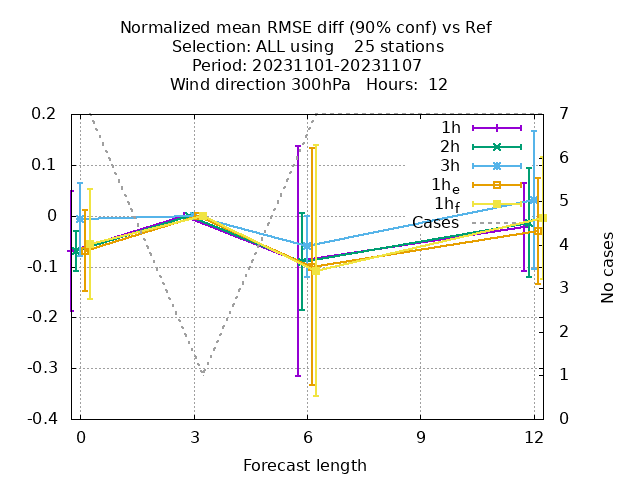 Normalized mean RMSE diff (90% conf) vs Ref
Selection: ALL using    25 stations
Period: 20231101-20231107
Wind direction 300hPa   Hours:  12
0.2
0.1
0
-0.1
-0.2
-0.3
-0.4
7
6
5
4
3
2
1
0
1h
2h
3h
1he
1hf
Cases
No cases
0 3 6 9 12
Forecast length